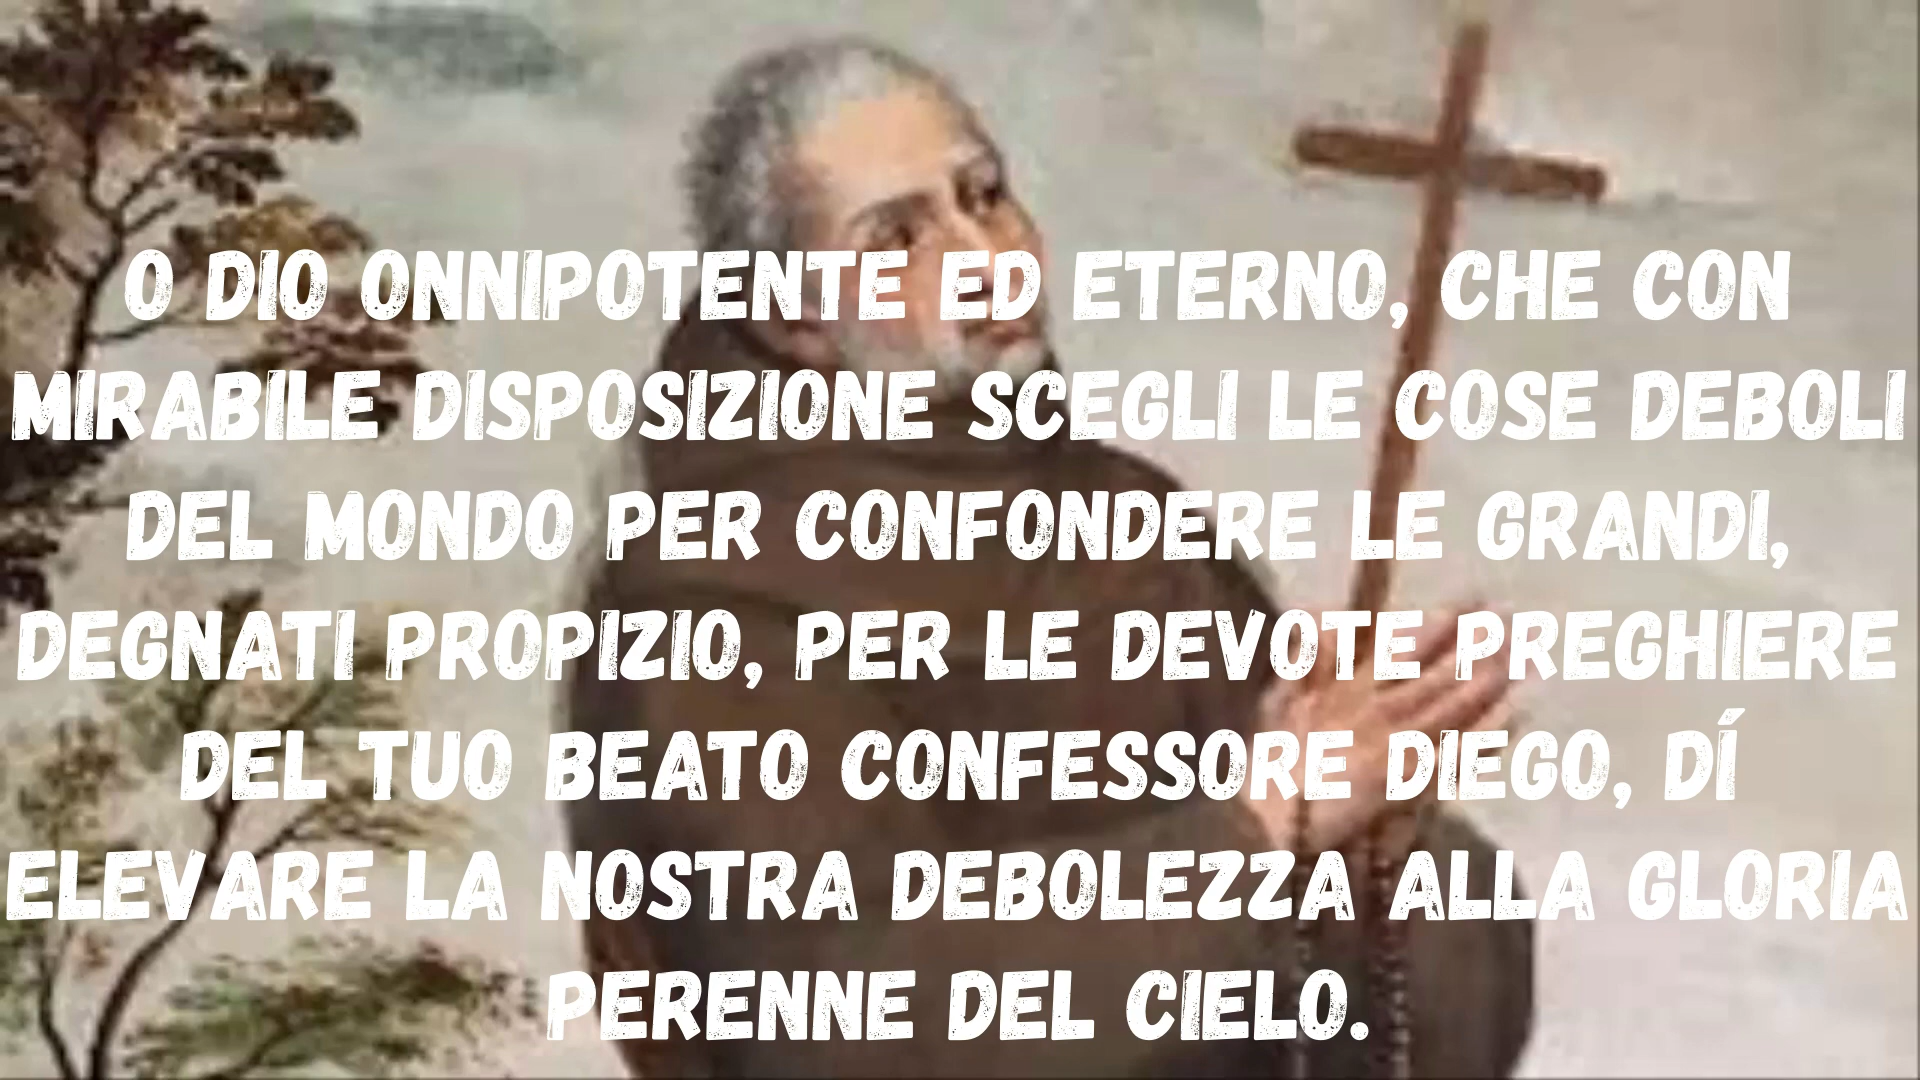 O DIO ONNIPOTENTE ED ETERNO, CHE CON
MIRABILE DISPOSIZIONE SCEGLI LE COSE DEBOLI
DEL MONDO PER CONFONDERE LE GRANDI,
DEGNATI PROPIZIO, PER LE DEVOTE PREGHIERE
DEL TUO BEATO CONFESSORE DIEGO, DÍ
ELEVARE LA NOSTRA DEBOLEZZA ALLA GLORIA
PERENNE DEL CIELO.